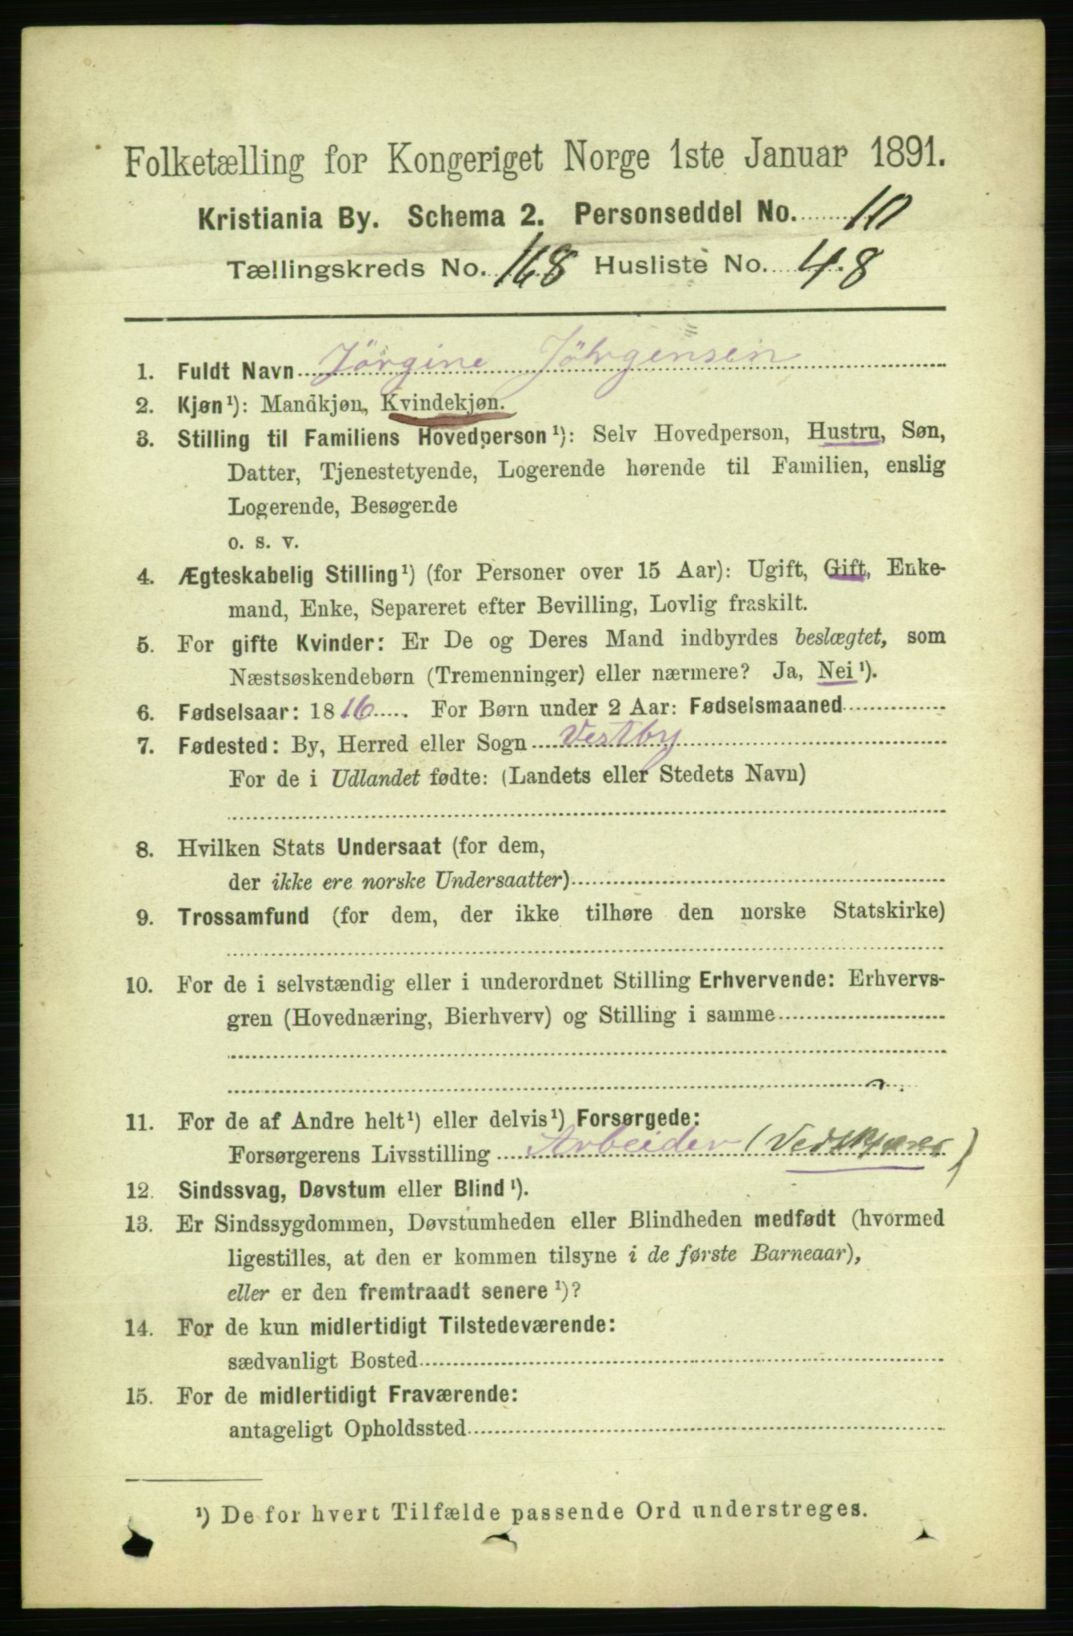 Folketælling for Kongeriget Norge 1ste Januar 1891.
Kristiania By. Schema 2. Personseddel No. 10
Tællingskreds No. 168 Husliste No. 48
1. Fuldt Navn Jörgine Jöhrgensen
2. Kjøn¹): Mandkjøn, Kvindekjøn.
3. Stilling til Familiens Hovedperson¹): Selv Hovedperson, Hustru, Søn,
Datter, Tjenestetyende, Logerende hørende til Familien, enslig
Logerende, Besøgende
o. s. v.
4. Ægteskabelig Stilling¹) (for Personer over 15 Aar): Ugift, Gift, Enke-
mand, Enke, Separeret efter Bevilling, Lovlig fraskilt.
5. For gifte Kvinder: Er De og Deres Mand indbyrdes beslægtet, som
Næstsøskendebørn (Tremenninger) eller nærmere? Ja, Nei¹).
6. Fødselsaar: 1816. For Børn under 2 Aar: Fødselsmaaned
7. Fødested: By, Herred eller Sogn Vestby
For de i Udlandet fødte: (Landets eller Stedets Navn)
8. Hvilken Stats Undersaat (for dem,
der ikke ere norske Undersaatter)
9. Trossamfund (for dem, der ikke tilhøre den norske Statskirke)
10. For de i selvstændig eller i underordnet Stilling Erhvervende: Erhvervs-
gren (Hovednæring, Bierhverv) og Stilling i samme
11. For de af Andre helt¹) eller delvis¹) Forsørgede:
Forsørgerens Livsstilling Arbeider (Vedskjærer)
12. Sindssvag, Døvstum eller Blind¹).
13. Er Sindssygdommen, Døvstumheden eller Blindheden medfødt (hvormed
ligestilles, at den er kommen tilsyne i de første Barneaar),
eller er den fremtraadt senere¹)?
14. For de kun midlertidigt Tilstedeværende:
sædvanligt Bosted
15. For de midlertidigt Fraværende:
antageligt Opholdssted
¹) De for hvert Tilfælde passende Ord understreges.